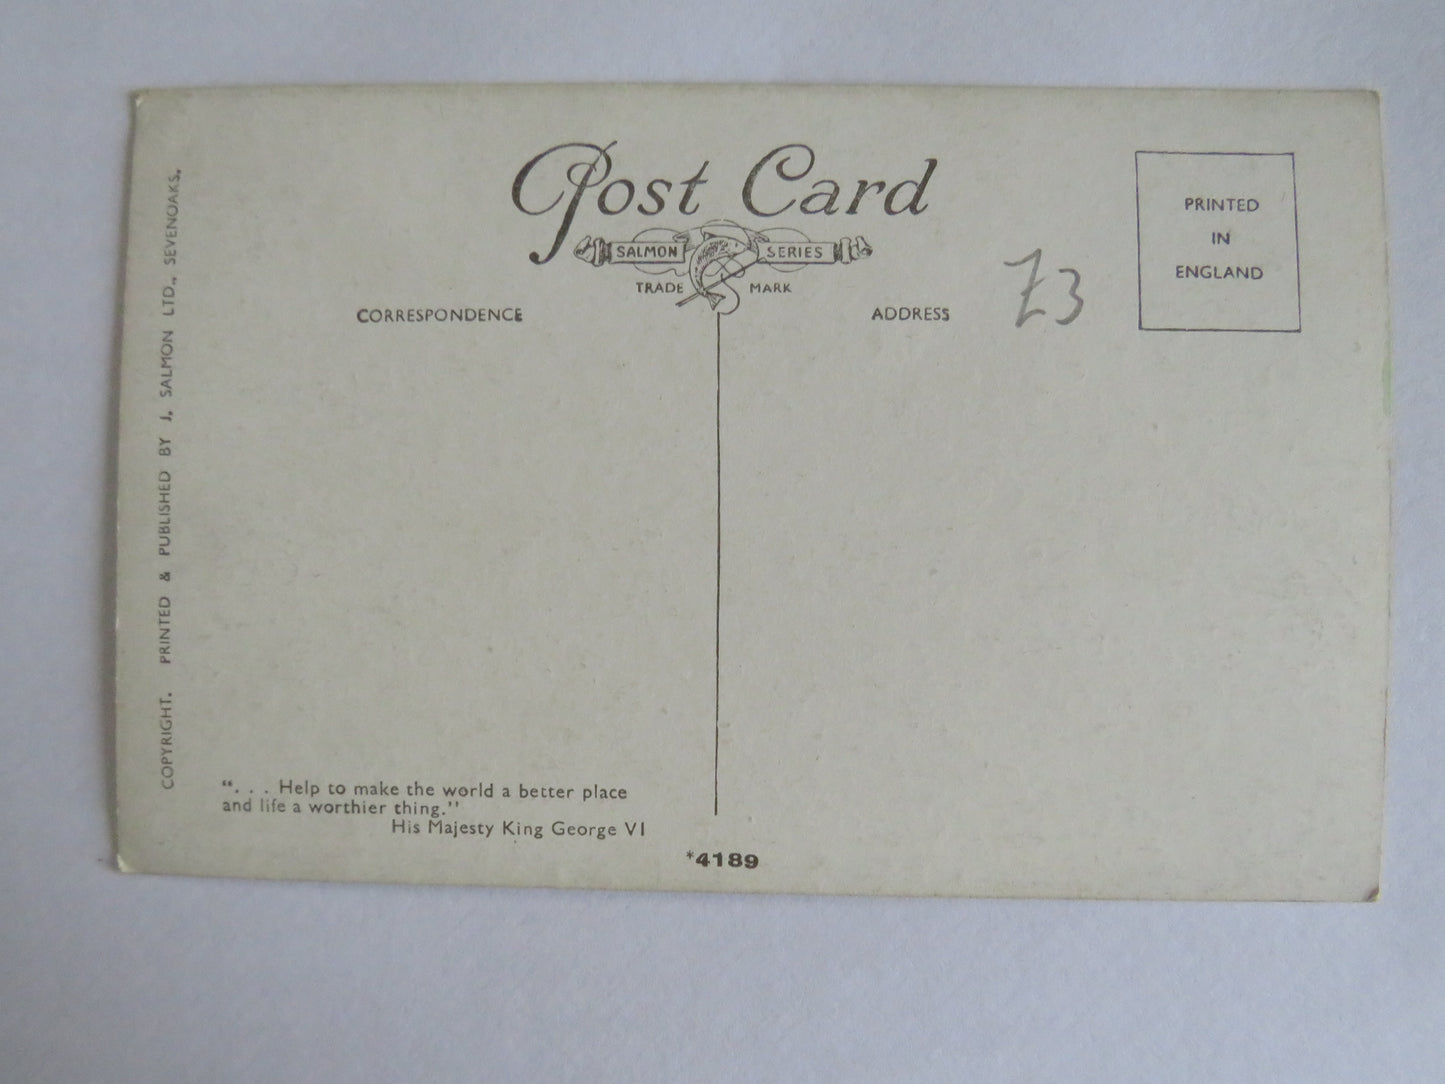 Post Card
SALMON SERIES
TRADE MARK
CORRESPONDENCE
ADDRESS
PRINTED
IN
ENGLAND
COPYRIGHT. PRINTED & PUBLISHED BY J. SALMON LTD., SEVENOAKS.
“. . . Help to make the world a better place
and life a worthier thing.”
His Majesty King George VI
*4189